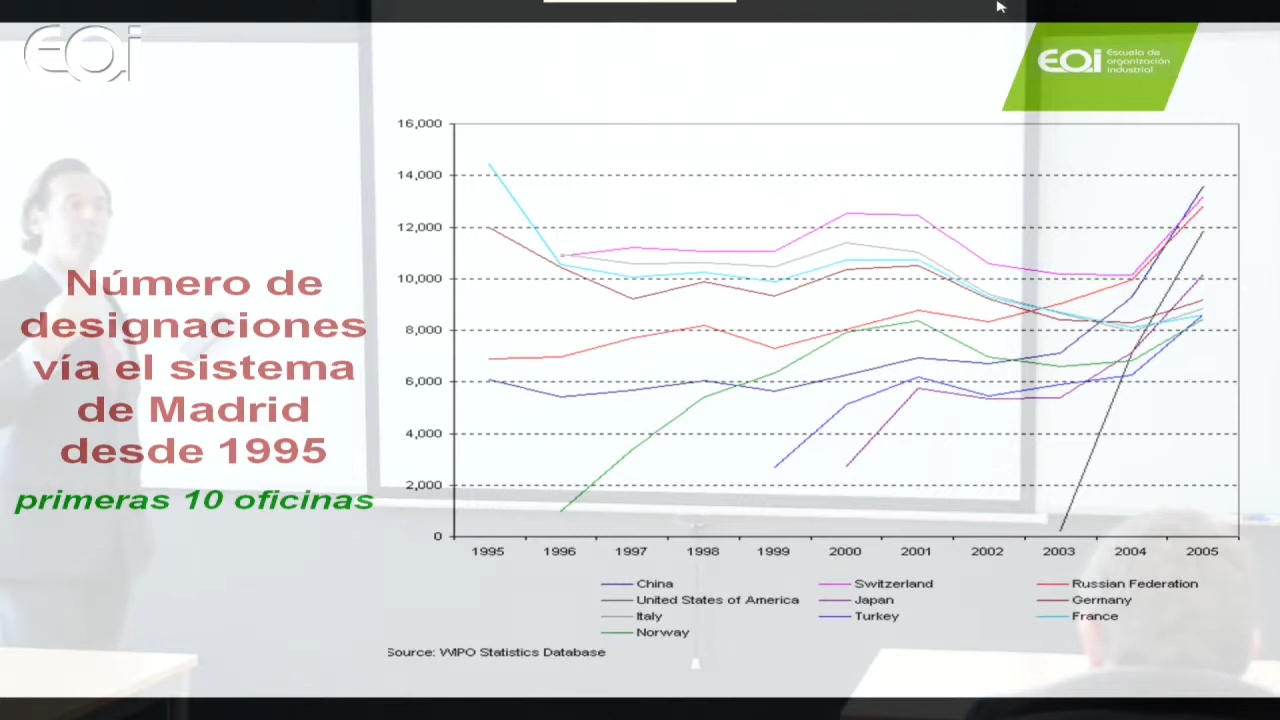 EOi
EOi
Escuela de
organización
industrial
Número de
designaciones
vía el sistema
de Madrid
desde 1995
primeras 10 oficinas
16,000
14,000
12,000
10,000
8,000
6,000
4,000
2,000
0
1995 1996 1997 1998 1999 2000 2001 2002 2003 2004 2005
China Switzerland Russian Federation
United States of America Japan Germany
Italy Turkey France
Norway
Source: WIPO Statistics Database